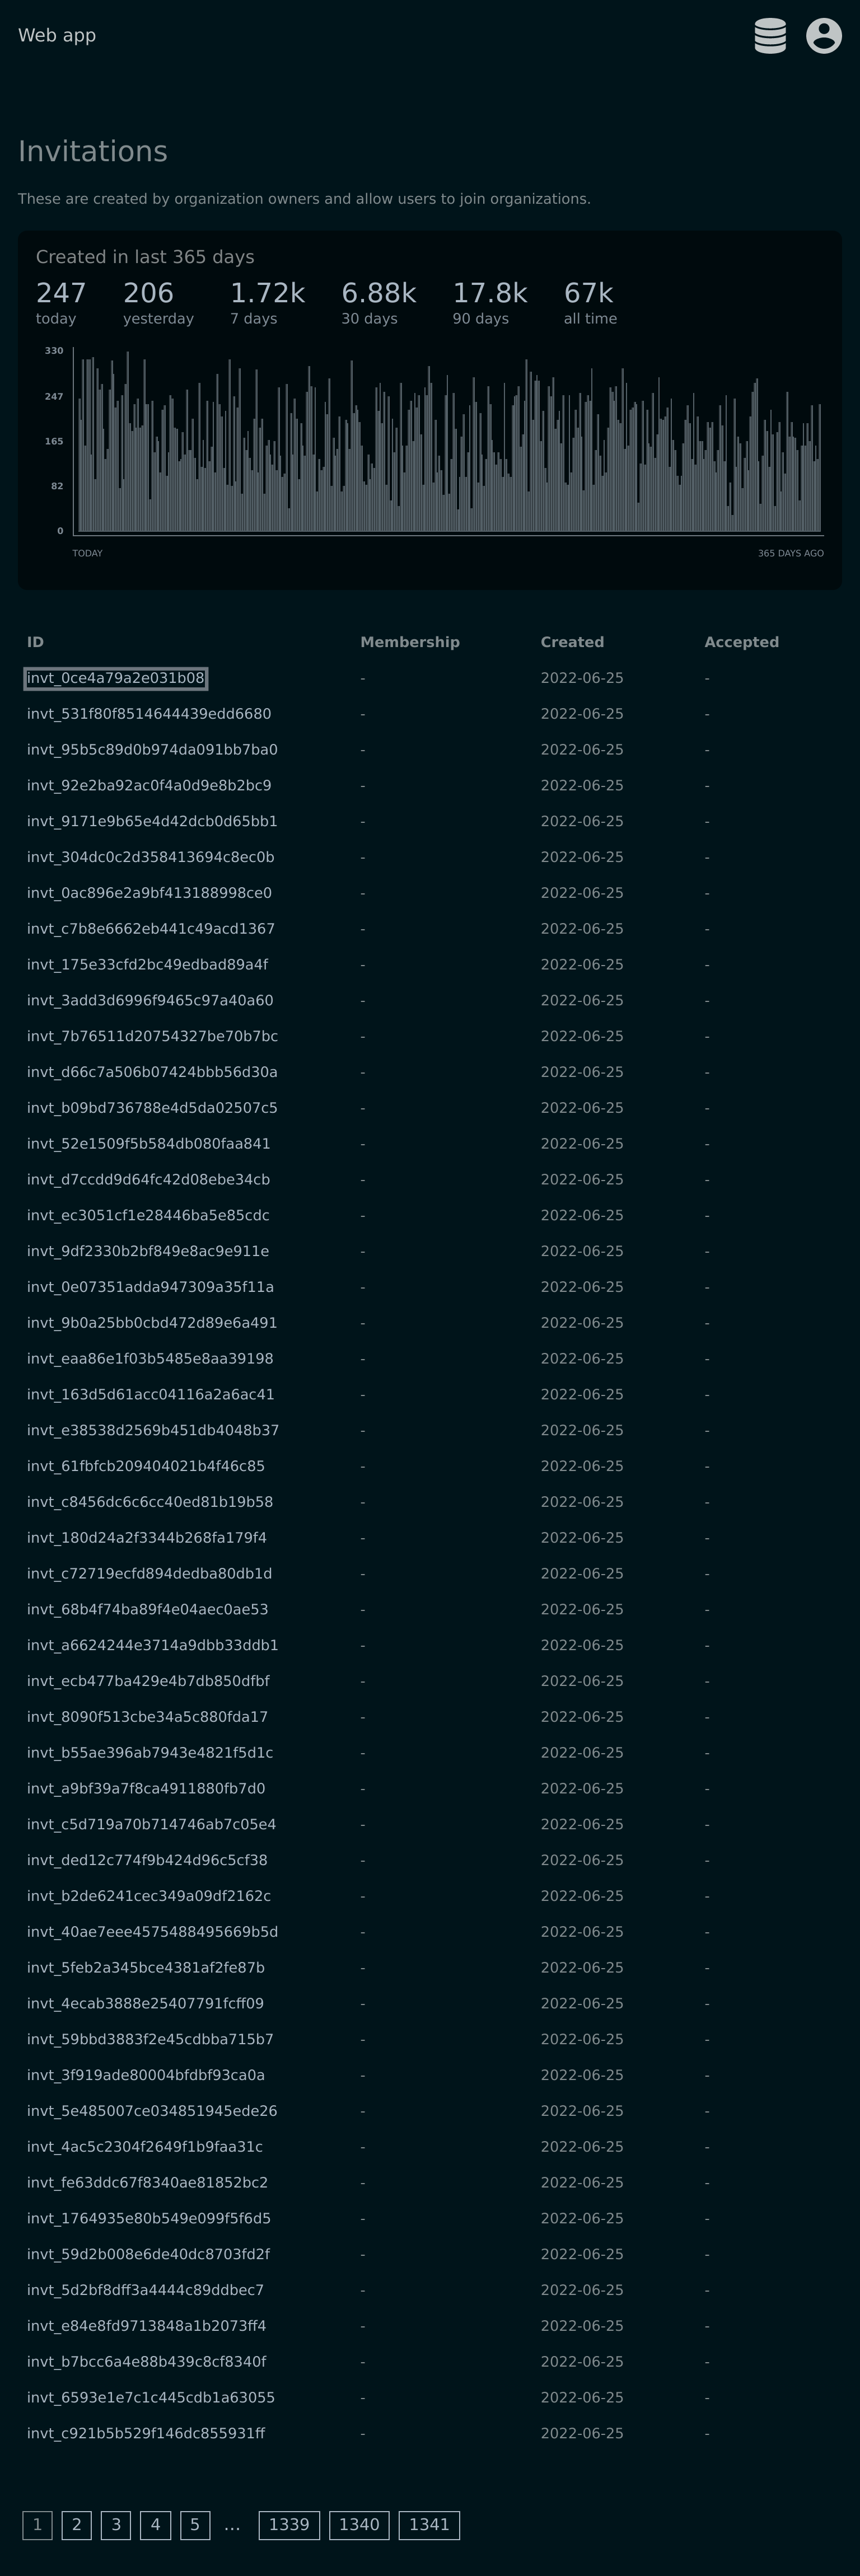 Web app
Invitations
These are created by organization owners and allow users to join organizations.
Created in last 365 days
247 206 1.72k 6.88k 17.8k 67k
today yesterday 7 days 30 days 90 days all time
330
247
165
82
0
TODAY 365 DAYS AGO
ID Membership Created Accepted
invt_0ce4a79a2e031b08 - 2022-06-25 -
invt_531f80f8514644439edd6680 - 2022-06-25 -
invt_95b5c89d0b974da091bb7ba0 - 2022-06-25 -
invt_92e2ba92ac0f4a0d9e8b2bc9 - 2022-06-25 -
invt_9171e9b65e4d42dcb0d65bb1 - 2022-06-25 -
invt_304dc0c2d358413694c8ec0b - 2022-06-25 -
invt_0ac896e2a9bf413188998ce0 - 2022-06-25 -
invt_c7b8e6662eb441c49acd1367 - 2022-06-25 -
invt_175e33cfd2bc49edbad89a4f - 2022-06-25 -
invt_3add3d6996f9465c97a40a60 - 2022-06-25 -
invt_7b76511d20754327be70b7bc - 2022-06-25 -
invt_d66c7a506b07424bbb56d30a - 2022-06-25 -
invt_b09bd736788e4d5da02507c5 - 2022-06-25 -
invt_52e1509f5b584db080faa841 - 2022-06-25 -
invt_d7ccdd9d64fc42d08ebe34cb - 2022-06-25 -
invt_ec3051cf1e28446ba5e85cdc - 2022-06-25 -
invt_9df2330b2bf849e8ac9e911e - 2022-06-25 -
invt_0e07351adda947309a35f11a - 2022-06-25 -
invt_9b0a25bb0cbd472d89e6a491 - 2022-06-25 -
invt_eaa86e1f03b5485e8aa39198 - 2022-06-25 -
invt_163d5d61acc04116a2a6ac41 - 2022-06-25 -
invt_e38538d2569b451db4048b37 - 2022-06-25 -
invt_61fbfcb209404021b4f46c85 - 2022-06-25 -
invt_c8456dc6c6cc40ed81b19b58 - 2022-06-25 -
invt_180d24a2f3344b268fa179f4 - 2022-06-25 -
invt_c72719ecfd894dedba80db1d - 2022-06-25 -
invt_68b4f74ba89f4e04aec0ae53 - 2022-06-25 -
invt_a6624244e3714a9dbb33ddb1 - 2022-06-25 -
invt_ecb477ba429e4b7db850dfbf - 2022-06-25 -
invt_8090f513cbe34a5c880fda17 - 2022-06-25 -
invt_b55ae396ab7943e4821f5d1c - 2022-06-25 -
invt_a9bf39a7f8ca4911880fb7d0 - 2022-06-25 -
invt_c5d719a70b714746ab7c05e4 - 2022-06-25 -
invt_ded12c774f9b424d96c5cf38 - 2022-06-25 -
invt_b2de6241cec349a09df2162c - 2022-06-25 -
invt_40ae7eee4575488495669b5d - 2022-06-25 -
invt_5feb2a345bce4381af2fe87b - 2022-06-25 -
invt_4ecab3888e25407791fcff09 - 2022-06-25 -
invt_59bbd3883f2e45cdbba715b7 - 2022-06-25 -
invt_3f919ade80004bfdbf93ca0a - 2022-06-25 -
invt_5e485007ce034851945ede26 - 2022-06-25 -
invt_4ac5c2304f2649f1b9faa31c - 2022-06-25 -
invt_fe63ddc67f8340ae81852bc2 - 2022-06-25 -
invt_1764935e80b549e099f5f6d5 - 2022-06-25 -
invt_59d2b008e6de40dc8703fd2f - 2022-06-25 -
invt_5d2bf8dff3a4444c89ddbec7 - 2022-06-25 -
invt_e84e8fd9713848a1b2073ff4 - 2022-06-25 -
invt_b7bcc6a4e88b439c8cf8340f - 2022-06-25 -
invt_6593e1e7c1c445cdb1a63055 - 2022-06-25 -
invt_c921b5b529f146dc855931ff - 2022-06-25 -
1 2 3 4 5 … 1339 1340 1341